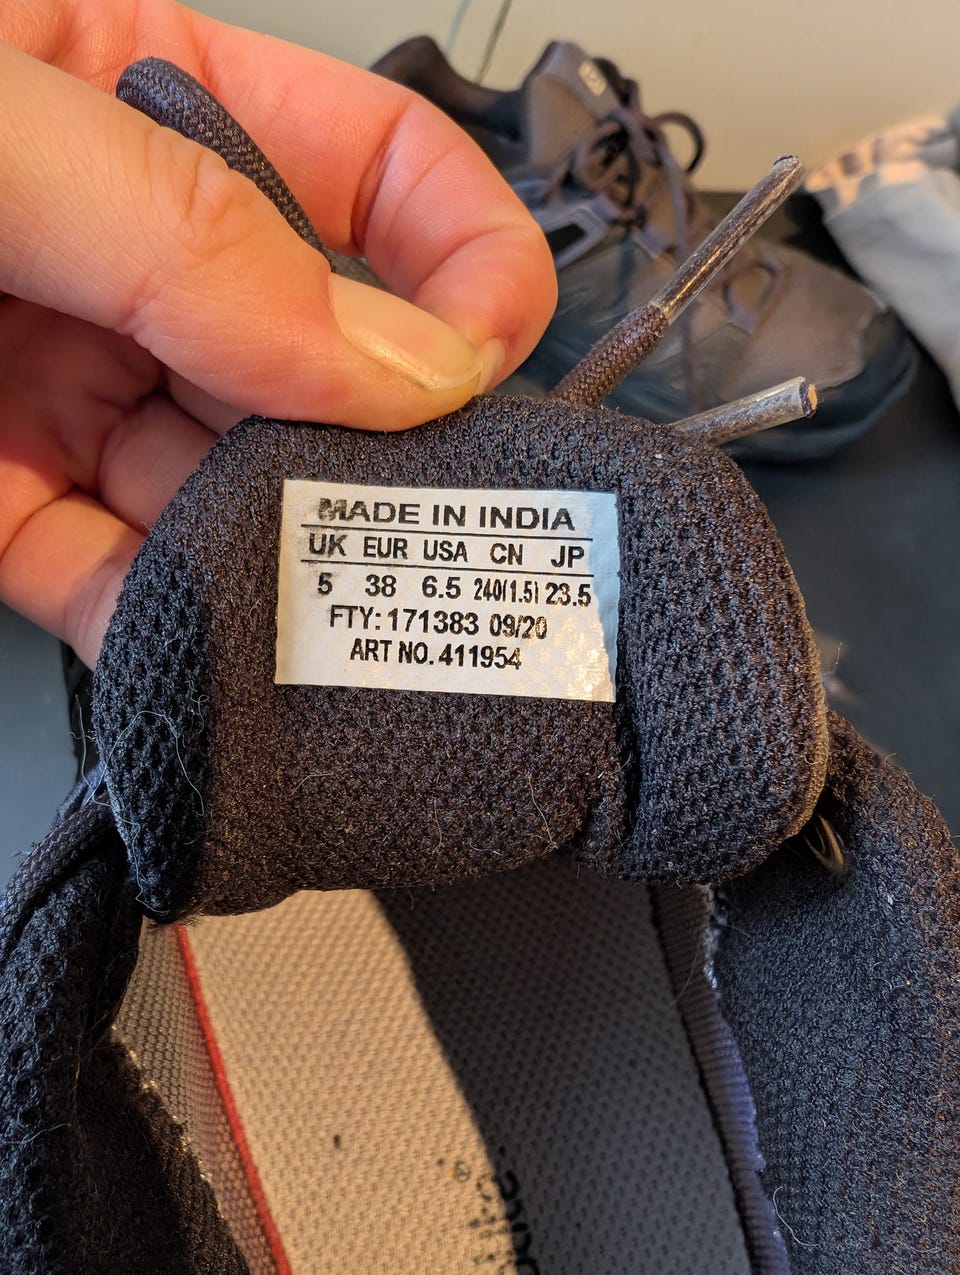 MADE IN INDIA
UK EUR USA CN JP
5 38 6.5 240(1.5) 23.5
FTY: 171383 09/20
ART NO. 411954